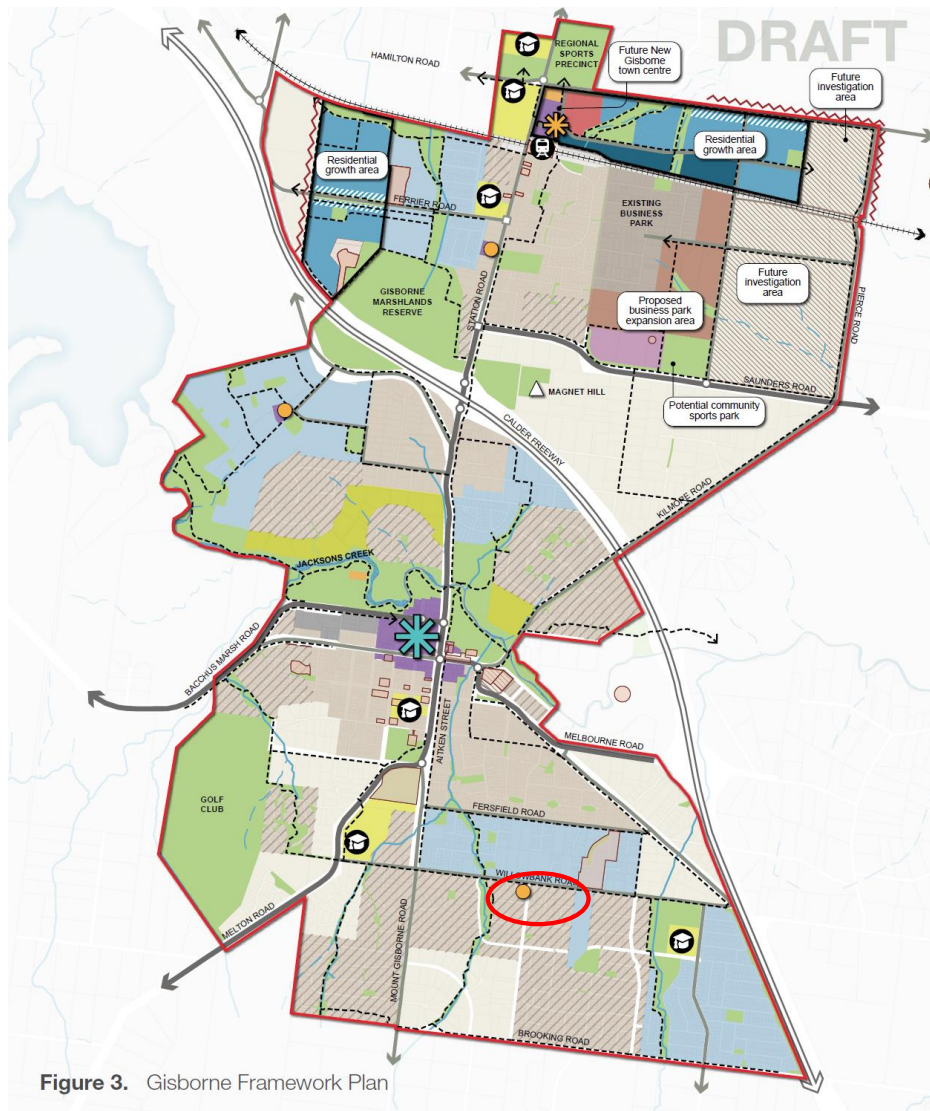 DRAFT
HAMILTON ROAD
REGIONAL
SPORTS
PRECINCT
Future New
Gisborne
town centre
Future
investigation
area
Residential
growth area
Residential
growth area
FERRIER ROAD
EXISTING
BUSINESS
PARK
STATION ROAD
GISBORNE
MARSHLANDS
RESERVE
Future
investigation
area
Proposed
business park
expansion area
PIERCE ROAD
SAUNDERS ROAD
MAGNET HILL
Potential community
sports park
CALDER FREEWAY
KILMORE ROAD
JACKSONS CREEK
BACCHUS MARSH ROAD
AITKEN STREET
MELBOURNE ROAD
GOLF
CLUB
FERSFIELD ROAD
WILLOWBANK ROAD
MELTON ROAD
MOUNT GISBORNE ROAD
BROOKING ROAD
Figure 3. Gisborne Framework Plan